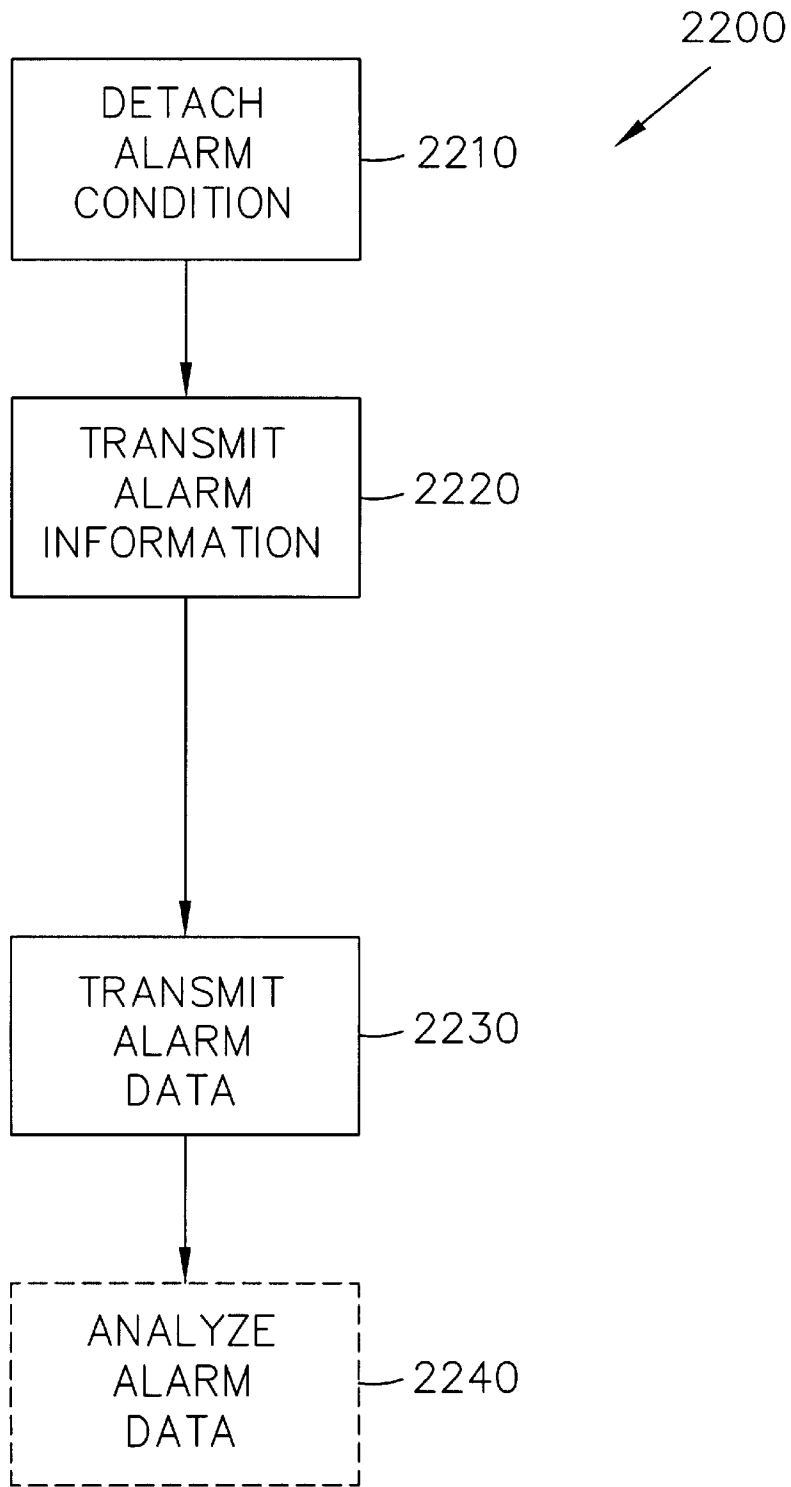 2200
DETACH
ALARM
CONDITION
2210
TRANSMIT
ALARM
INFORMATION
2220
TRANSMIT
ALARM
DATA
2230
ANALYZE
ALARM
DATA
2240